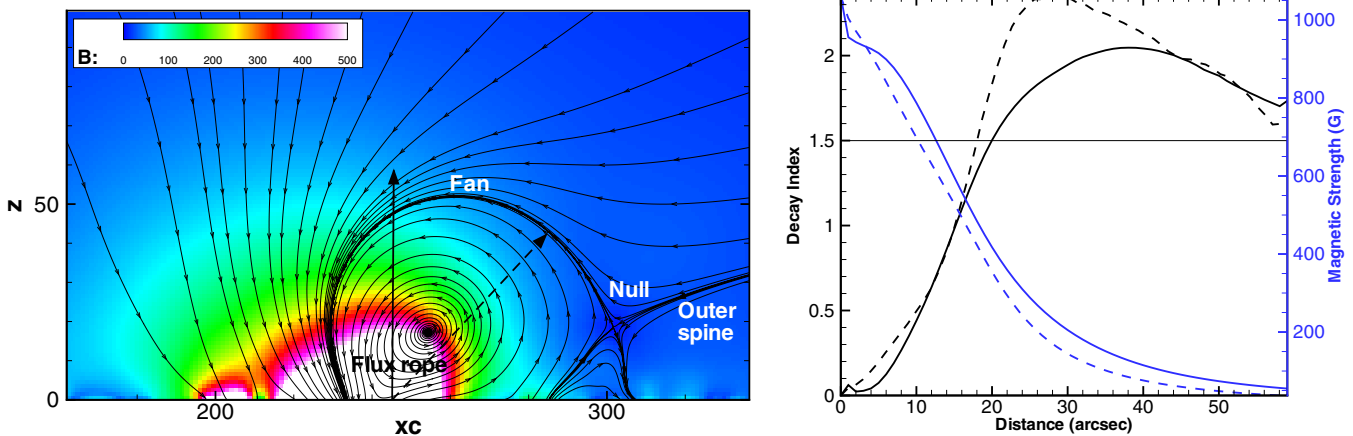 B:
0 100 200 300 400 500
Fan
Null
Outer
spine
Flux rope
z
50
0
200 300
xc
2
1.5
1
0.5
0
Decay Index
1000
800
600
400
200
Magnetic Strength (G)
0 10 20 30 40 50
Distance (arcsec)